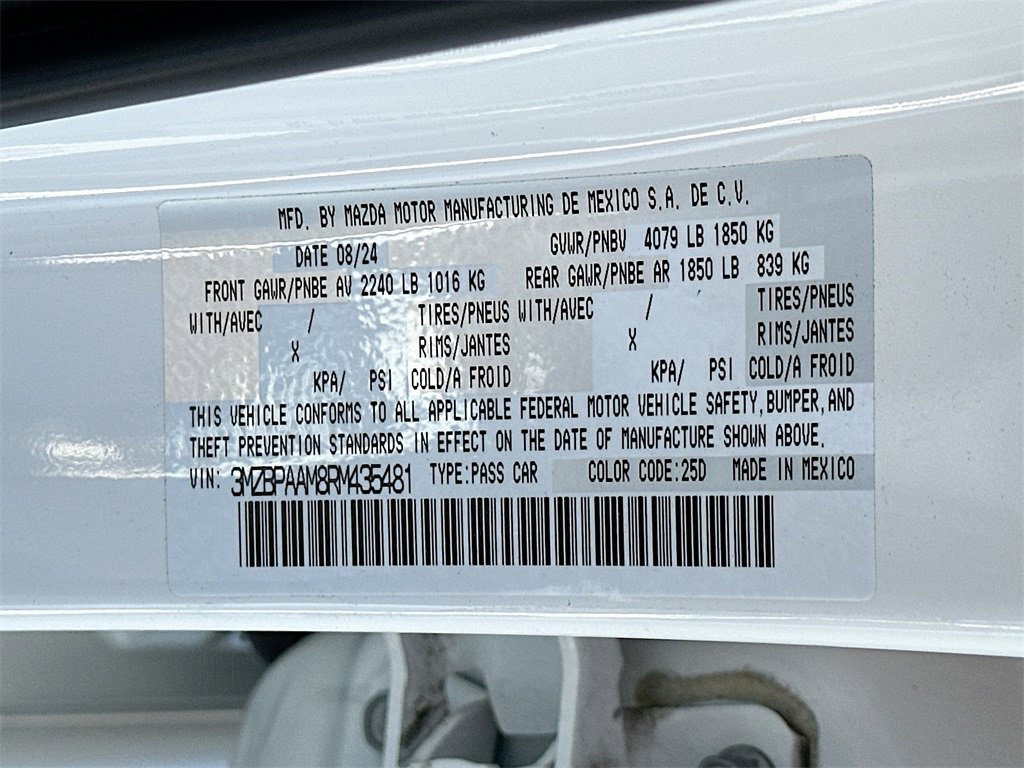 MFD. BY MAZDA MOTOR MANUFACTURING DE MEXICO S.A. DE C.V.
DATE 08/24 GVWR/PNBV 4079 LB 1850 KG
FRONT GAWR/PNBE AV 2240 LB 1016 KG REAR GAWR/PNBE AR 1850 LB 839 KG
WITH/AVEC / TIRES/PNEUS WITH/AVEC / TIRES/PNEUS
X RIMS/JANTES X RIMS/JANTES
KPA/ PSI COLD/A FROID KPA/ PSI COLD/A FROID
THIS VEHICLE CONFORMS TO ALL APPLICABLE FEDERAL MOTOR VEHICLE SAFETY, BUMPER, AND
THEFT PREVENTION STANDARDS IN EFFECT ON THE DATE OF MANUFACTURE SHOWN ABOVE.
VIN: 3MZBPAAM8RM435481 TYPE:PASS CAR COLOR CODE:25D MADE IN MEXICO